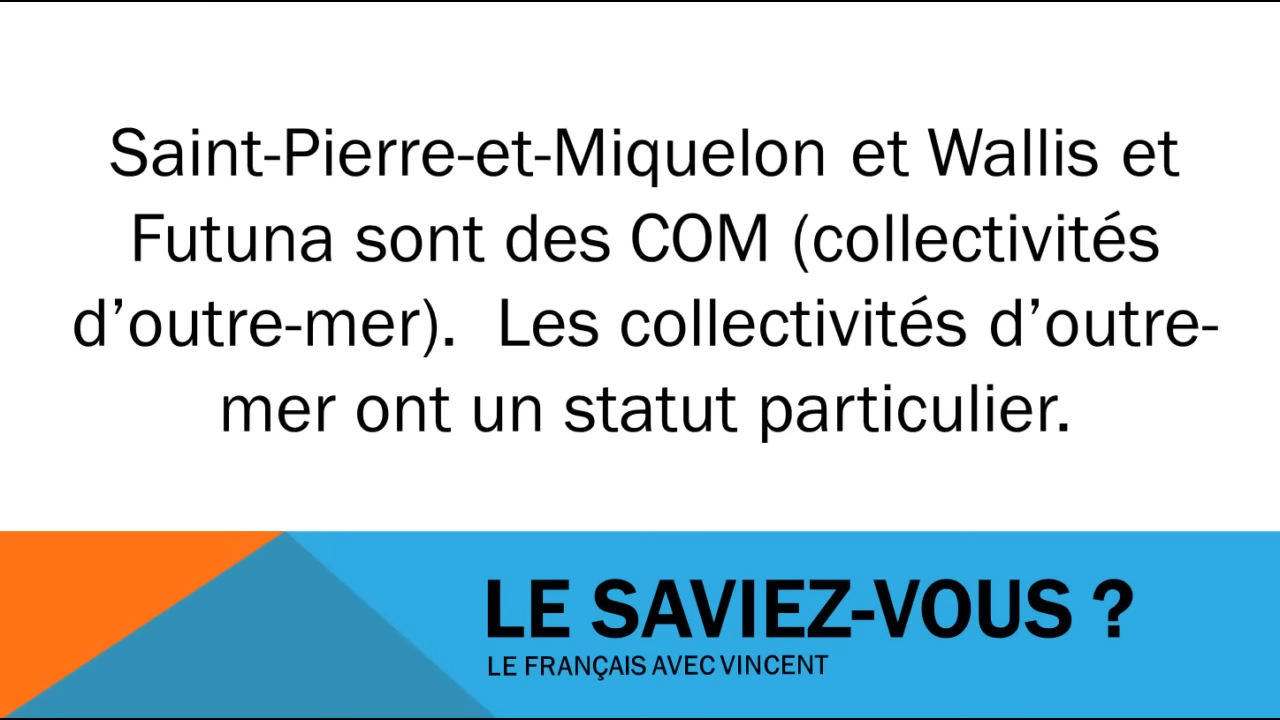 Saint-Pierre-et-Miquelon et Wallis et
Futuna sont des COM (collectivités
d’outre-mer).  Les collectivités d’outre-
mer ont un statut particulier.
LE SAVIEZ-VOUS ?
LE FRANÇAIS AVEC VINCENT